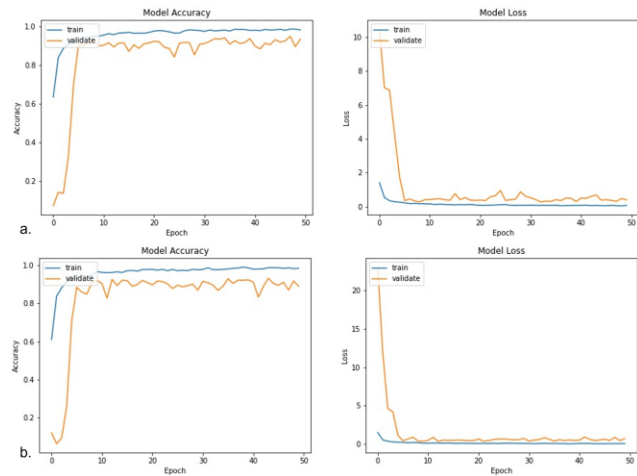 Model Accuracy
train
validate
Accuracy
1.0
0.8
0.6
0.4
0.2
0 10 20 30 40 50
Epoch
Model Loss
train
validate
Loss
10
8
6
4
2
0
0 10 20 30 40 50
Epoch
a.
Model Accuracy
train
validate
Accuracy
1.0
0.8
0.6
0.4
0.2
0 10 20 30 40 50
Epoch
Model Loss
train
validate
Loss
20
15
10
5
0
0 10 20 30 40 50
Epoch
b.